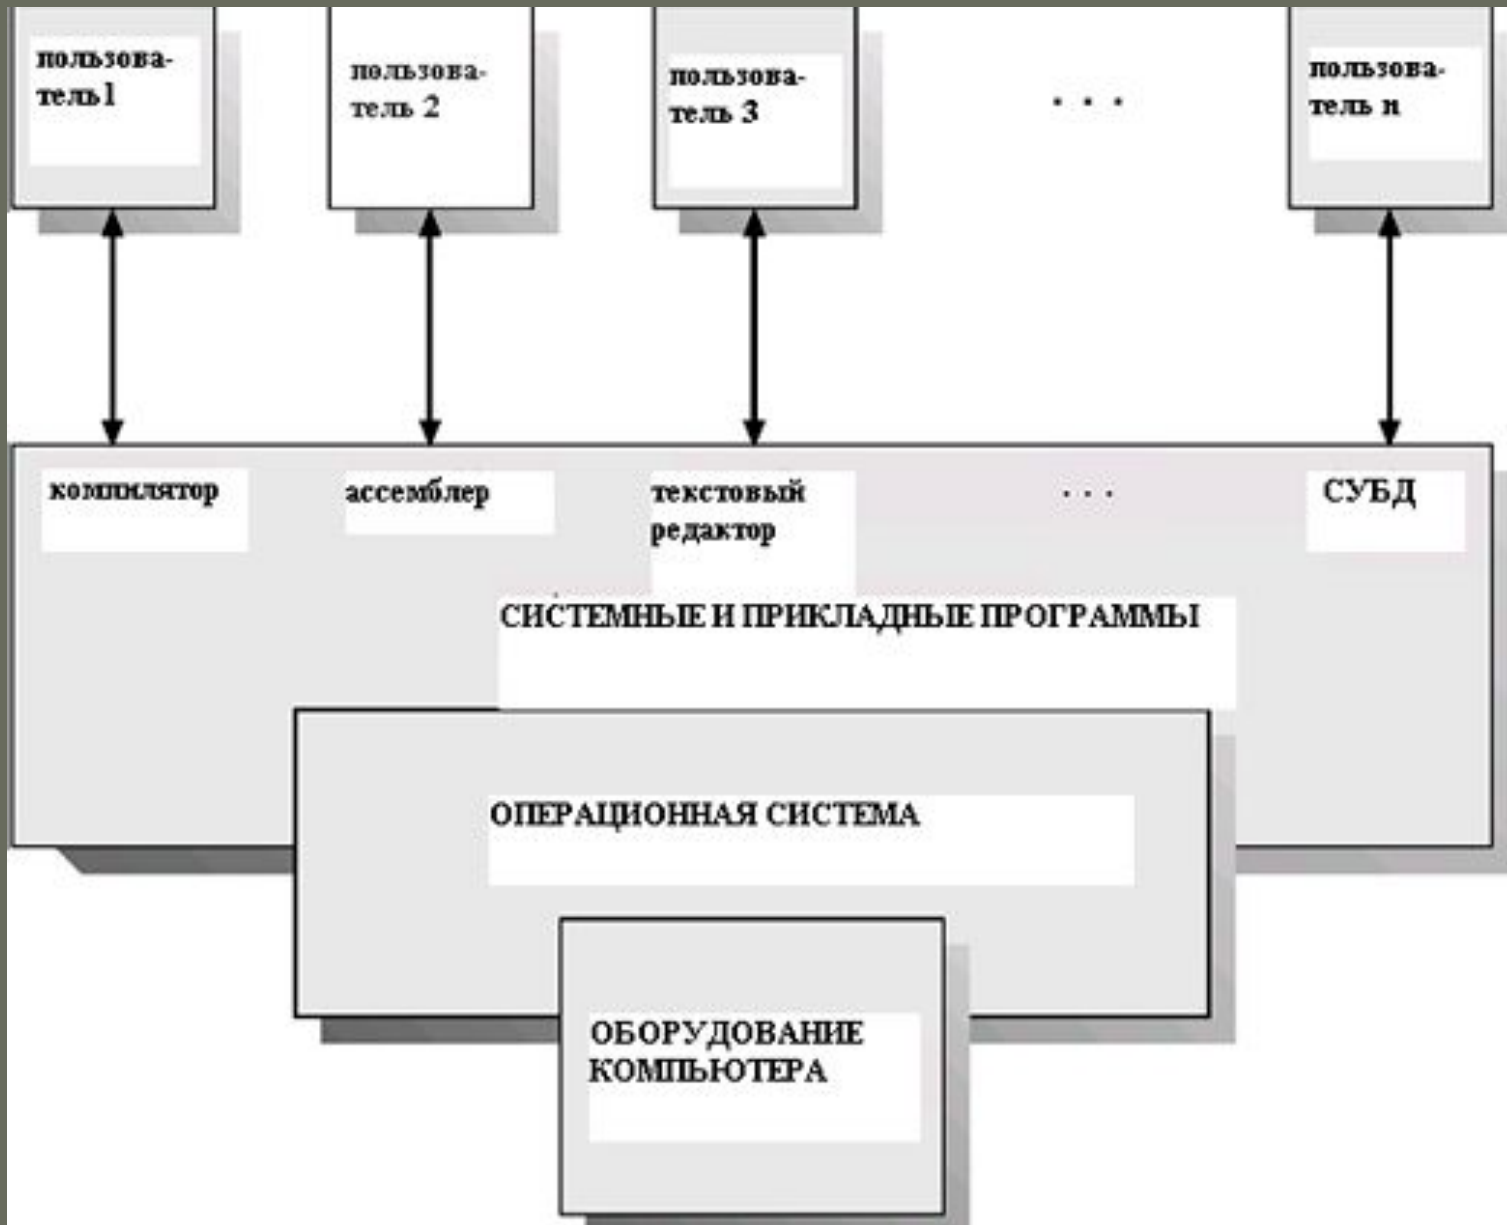 пользова-
тель1
пользова-
тель 2
пользова-
тель 3
. . .
пользова-
тель n
компилятор
ассемблер
текстовый
редактор
. . .
СУБД
СИСТЕМНЫЕ И ПРИКЛАДНЫЕ ПРОГРАММЫ
ОПЕРАЦИОННАЯ СИСТЕМА
ОБОРУДОВАНИЕ
КОМПЬЮТЕРА